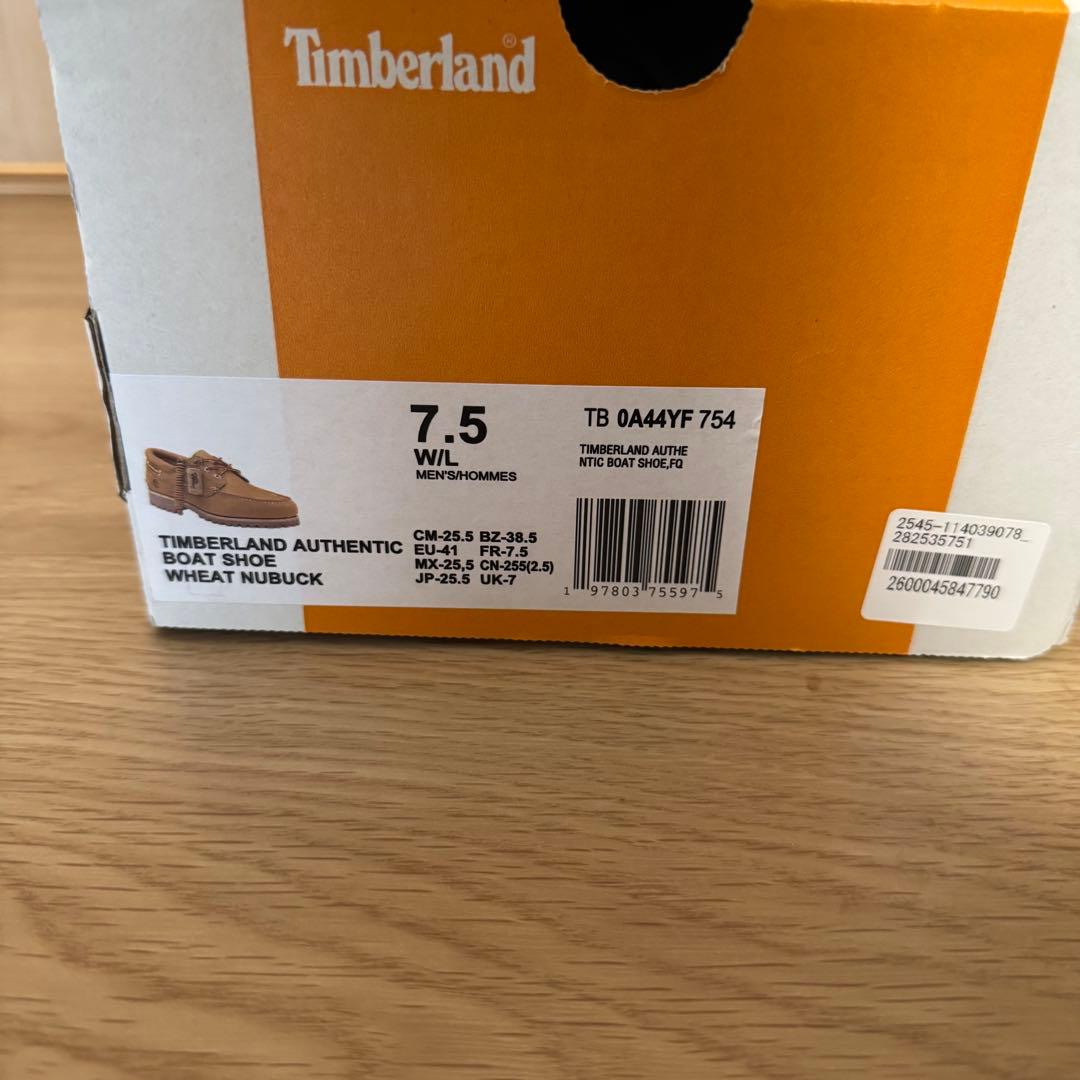 Timberland®
7.5
W/L
MEN'S/HOMMES
TB 0A44YF 754
TIMBERLAND AUTHE
NTIC BOAT SHOE,FQ
TIMBERLAND AUTHENTIC
BOAT SHOE
WHEAT NUBUCK
CM-25.5 BZ-38.5
EU-41 FR-7.5
MX-25,5 CN-255(2.5)
JP-25.5 UK-7
1 97803 75597 5
2545-114039078_
282535751
2600045847790